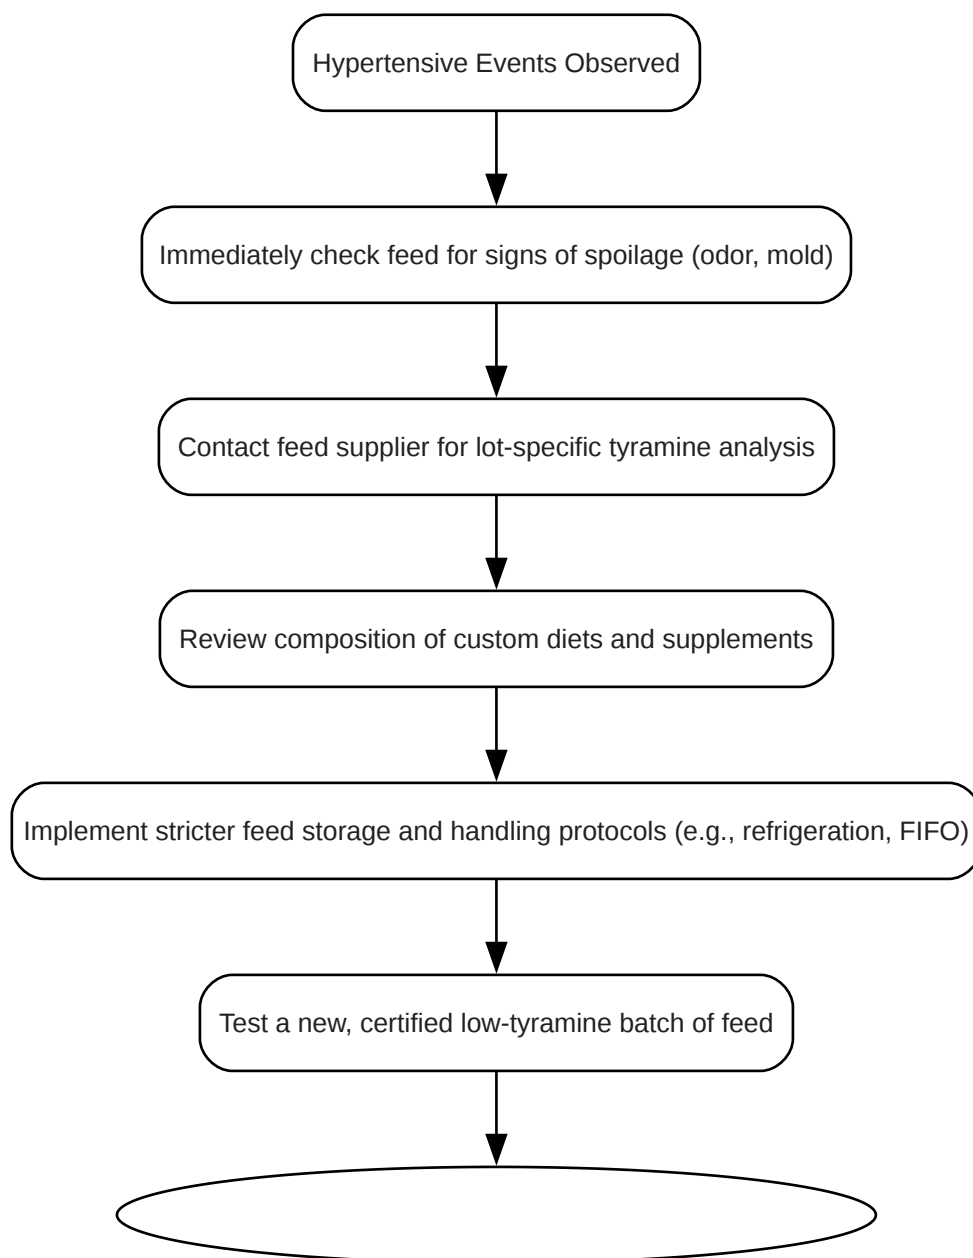 Hypertensive Events Observed
Immediately check feed for signs of spoilage (odor, mold)
Contact feed supplier for lot-specific tyramine analysis
Review composition of custom diets and supplements
Implement stricter feed storage and handling protocols (e.g., refrigeration, FIFO)
Test a new, certified low-tyramine batch of feed